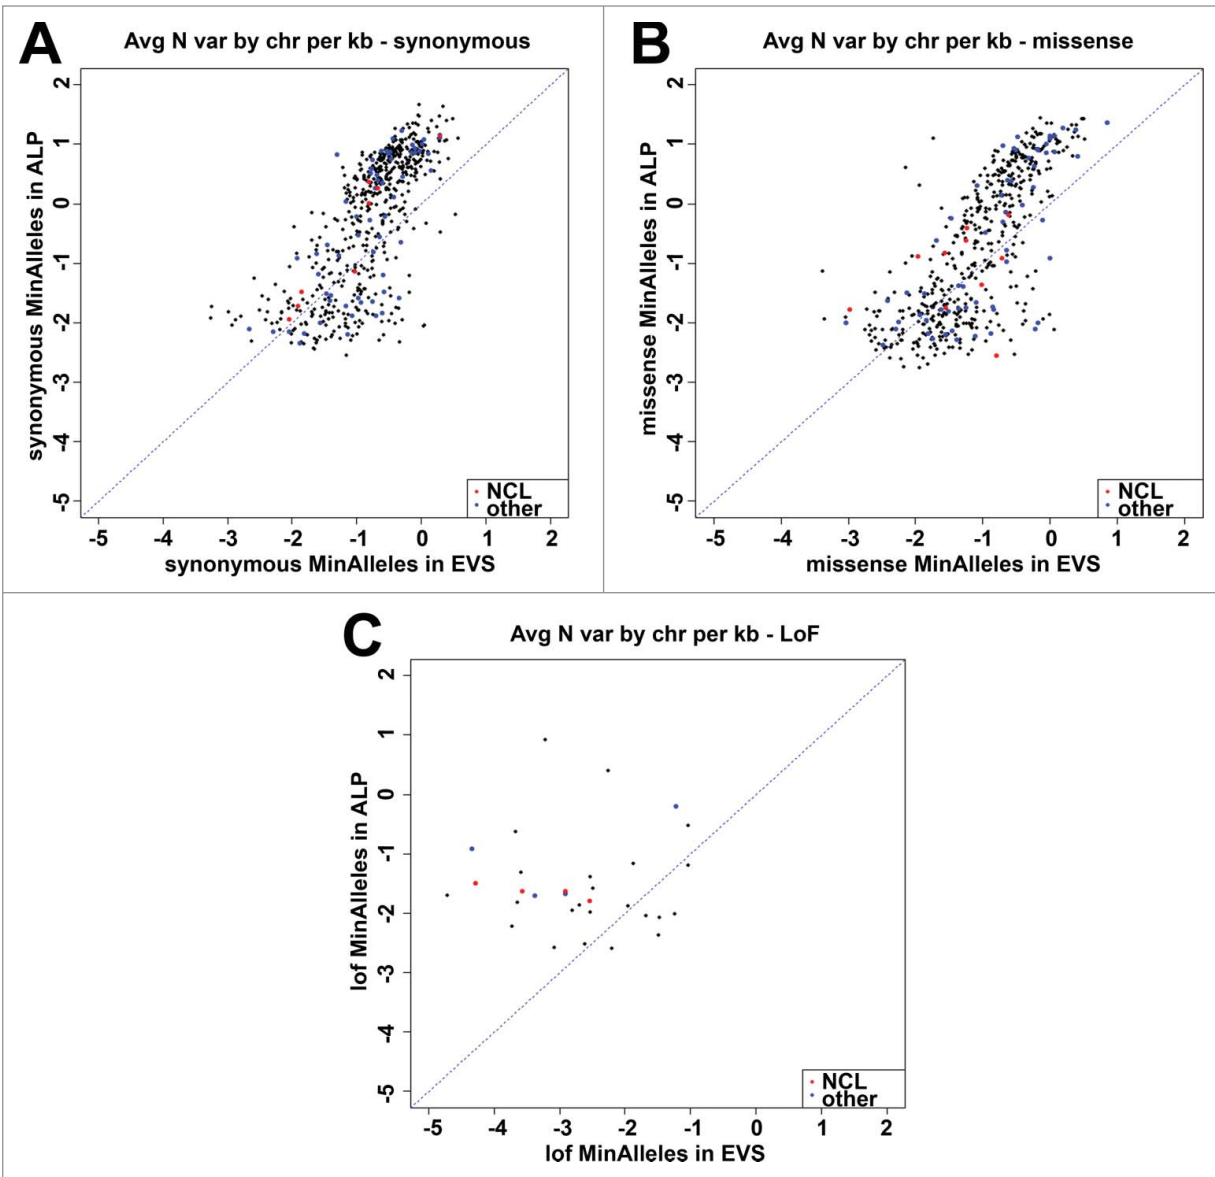 A
Avg N var by chr per kb - synonymous
synonymous MinAlleles in ALP
2
1
0
-1
-2
-3
-4
-5
NCL
other
-5 -4 -3 -2 -1 0 1 2
synonymous MinAlleles in EVS
B
Avg N var by chr per kb - missense
missense MinAlleles in ALP
2
1
0
-1
-2
-3
-4
-5
NCL
other
-5 -4 -3 -2 -1 0 1 2
missense MinAlleles in EVS
C
Avg N var by chr per kb - LoF
lof MinAlleles in ALP
2
1
0
-1
-2
-3
-4
-5
NCL
other
-5 -4 -3 -2 -1 0 1 2
lof MinAlleles in EVS